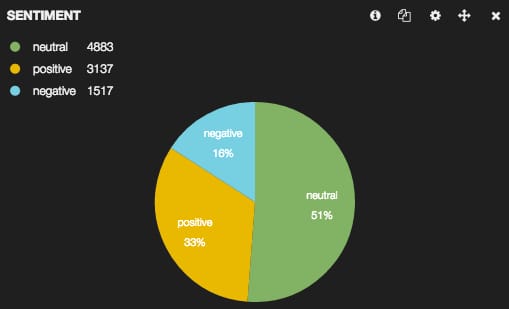 SENTIMENT
neutral 4883
positive 3137
negative 1517
negative
16%
neutral
51%
positive
33%